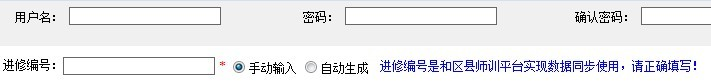 用户名： 密码： 确认密码：
进修编号： * 手动输入 自动生成 进修编号是和区县师训平台实现数据同步使用，请正确填写！